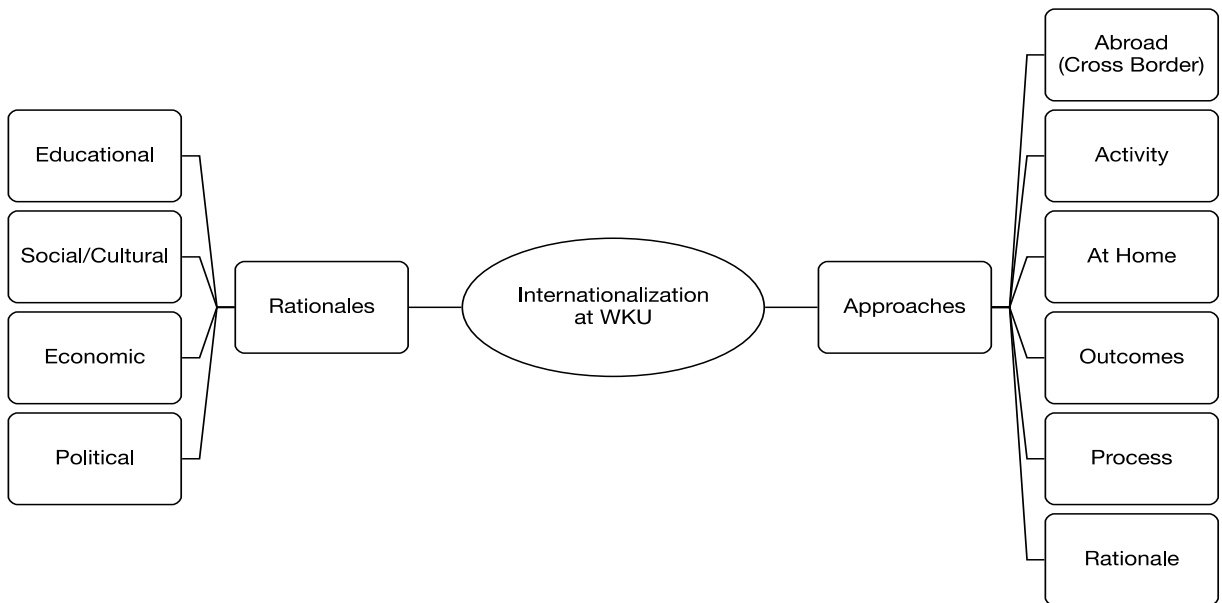 Educational
Social/Cultural
Economic
Political
Rationales
Internationalization
at WKU
Approaches
Abroad
(Cross Border)
Activity
At Home
Outcomes
Process
Rationale